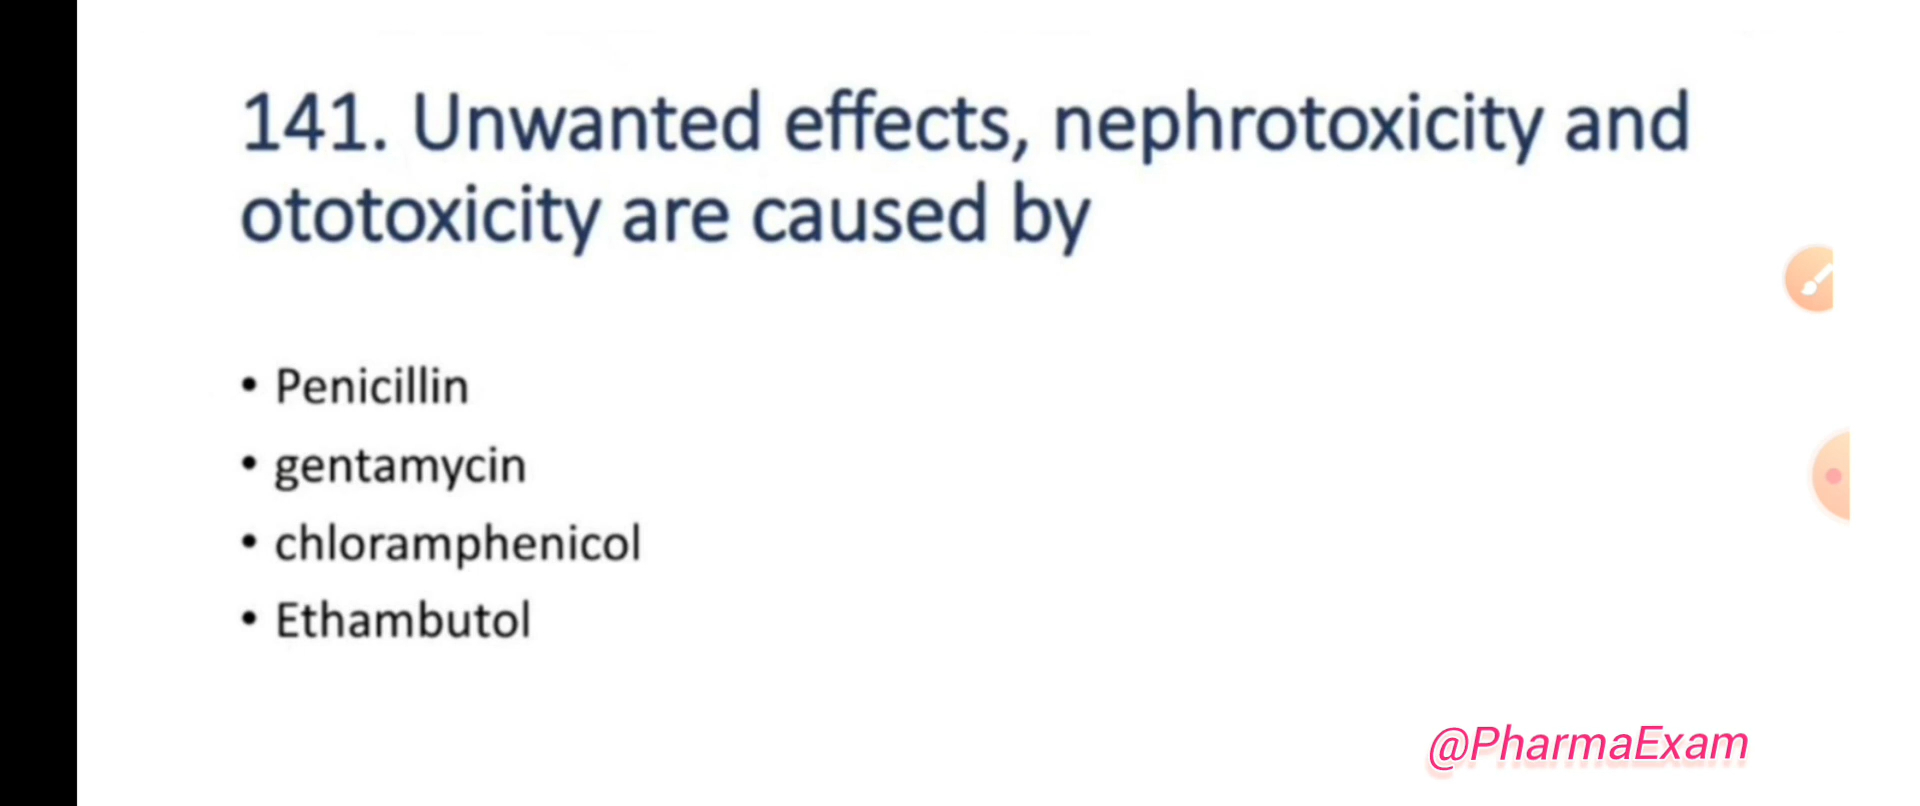 141. Unwanted effects, nephrotoxicity and
ototoxicity are caused by
• Penicillin
• gentamycin
• chloramphenicol
• Ethambutol
@PharmaExam